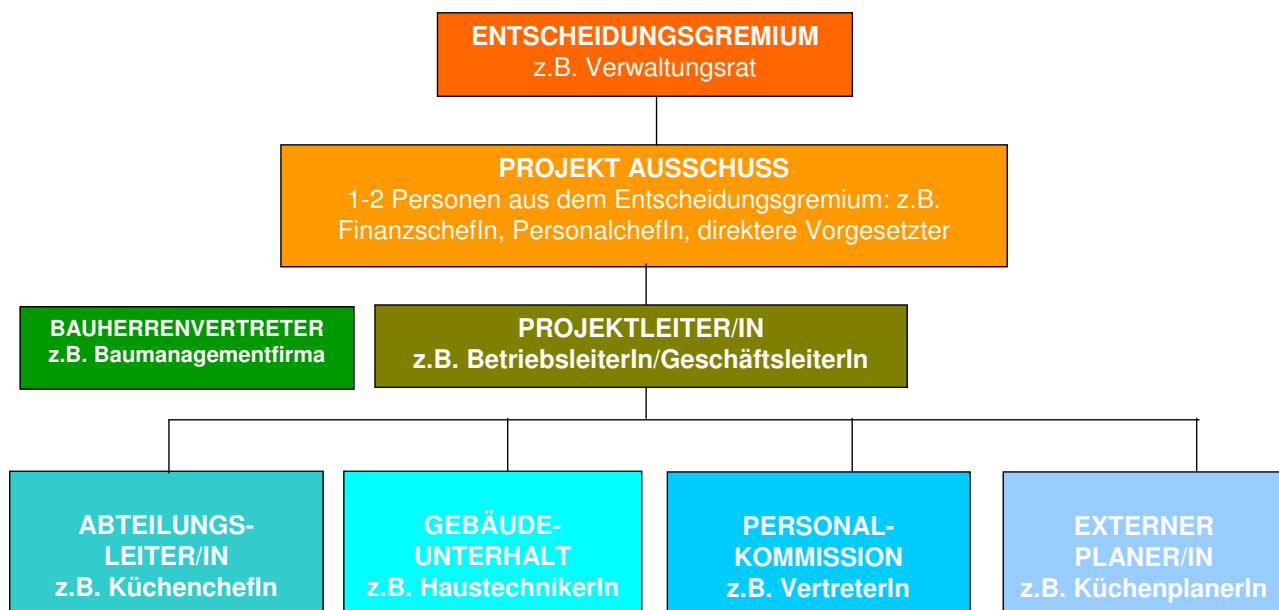 ENTSCHEIDUNGSGREMIUM
z.B. Verwaltungsrat
PROJEKT AUSSCHUSS
1-2 Personen aus dem Entscheidungsgremium: z.B.
FinanzschefIn, PersonalchefIn, direktere Vorgesetzter
BAUHERRENVERTRETER
z.B. Baumanagementfirma
PROJEKTLEITER/IN
z.B. BetriebsleiterIn/GeschäftsleiterIn
ABTEILUNGS-
LEITER/IN
z.B. KüchenchefIn
GEBÄUDE-
UNTERHALT
z.B. HaustechnikerIn
PERSONAL-
KOMMISSION
z.B. VertreterIn
EXTERNER
PLANER/IN
z.B. KüchenplanerIn